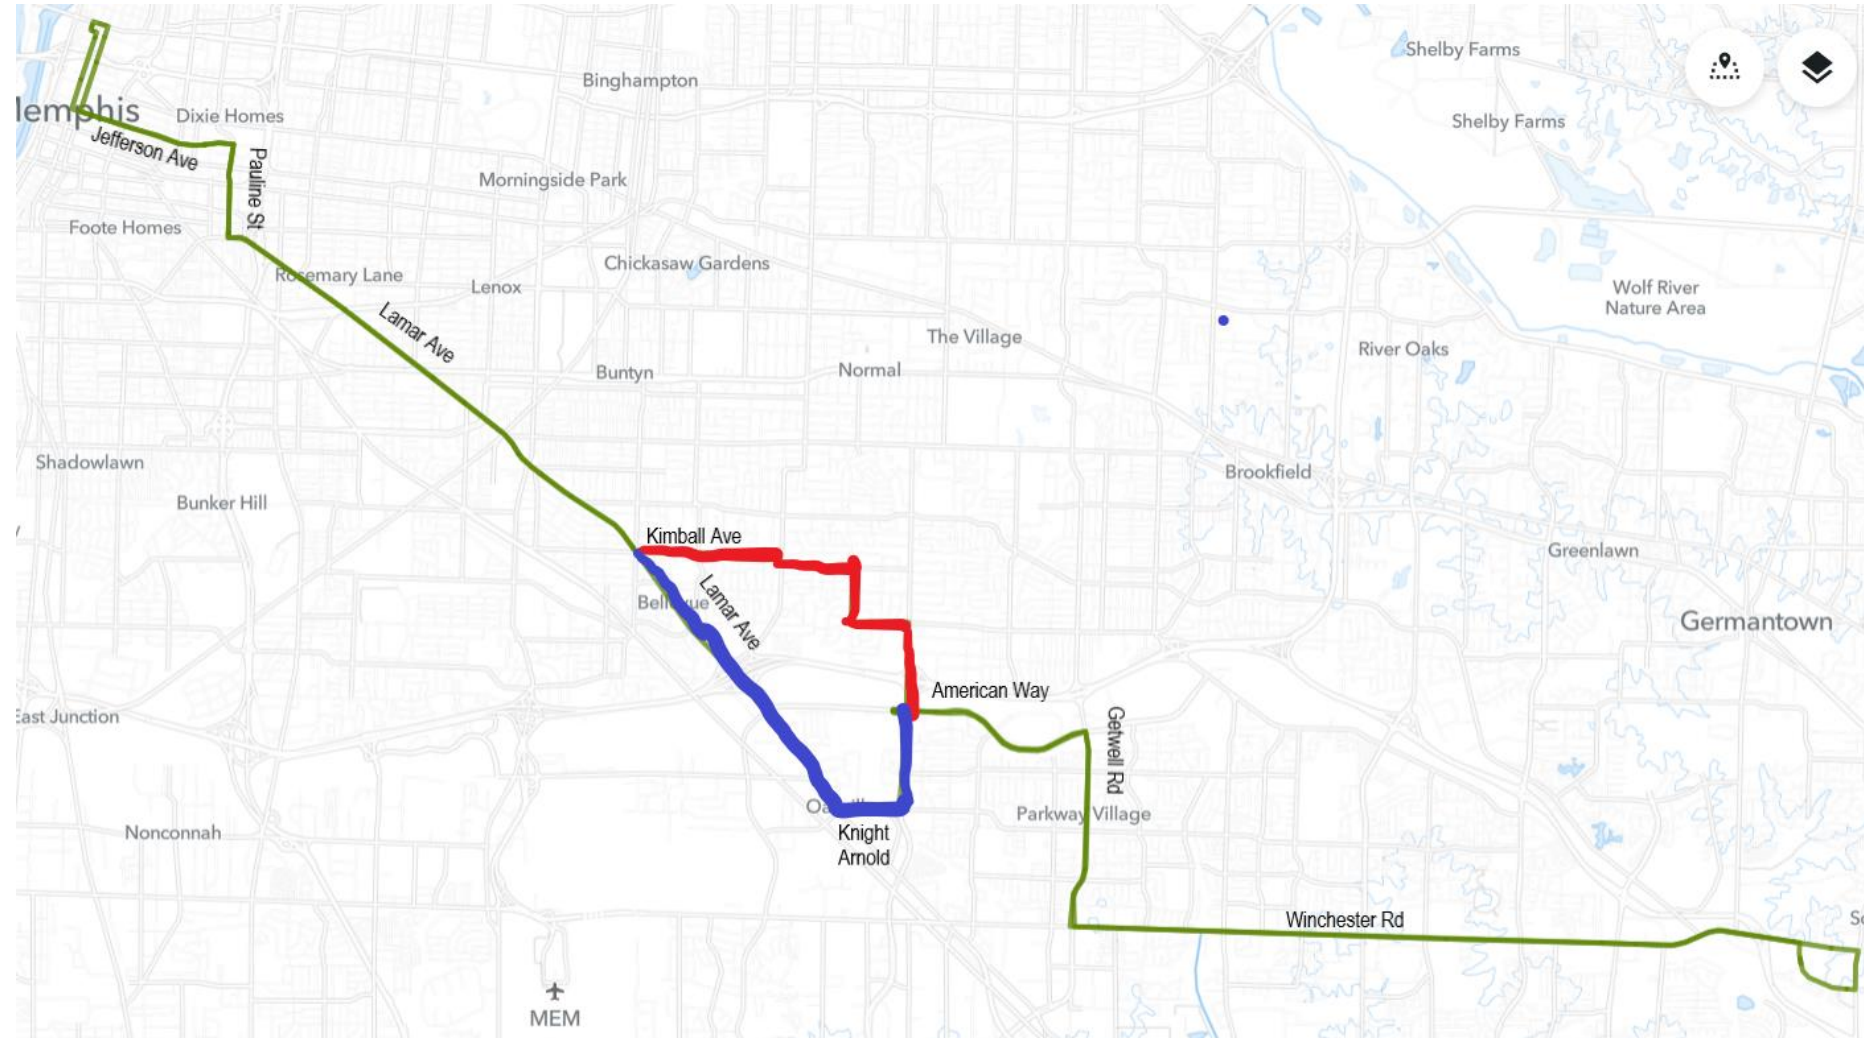 Shelby Farms
Binghampton
lemphis
Dixie Homes
Shelby Farms
Jefferson Ave
Pauline St
Morningside Park
Foote Homes
Chickasaw Gardens
Rosemary Lane
Lenox
Wolf River
Nature Area
Lamar Ave
The Village
River Oaks
Buntyn
Normal
Shadowlawn
Brookfield
Bunker Hill
Kimball Ave
Greenlawn
Lamar Ave
Germantown
American Way
East Junction
Getwell Rd
Parkway Village
Nonconnah
Knight
Arnold
Winchester Rd
MEM